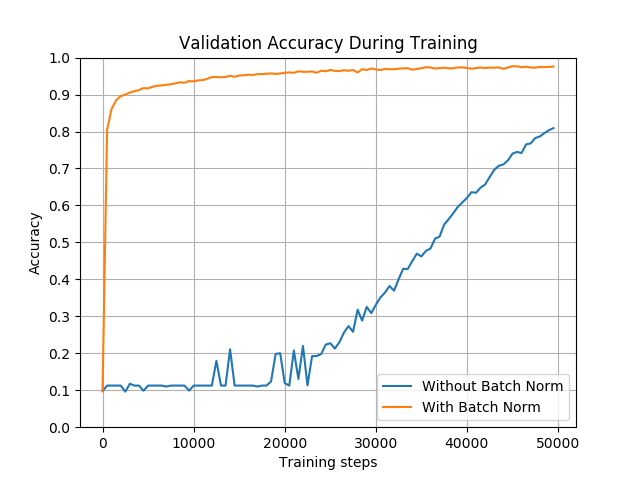 Validation Accuracy During Training
1.0
0.9
0.8
0.7
0.6
0.5
0.4
0.3
0.2
0.1
0.0
Accuracy
Without Batch Norm
With Batch Norm
0 10000 20000 30000 40000 50000
Training steps